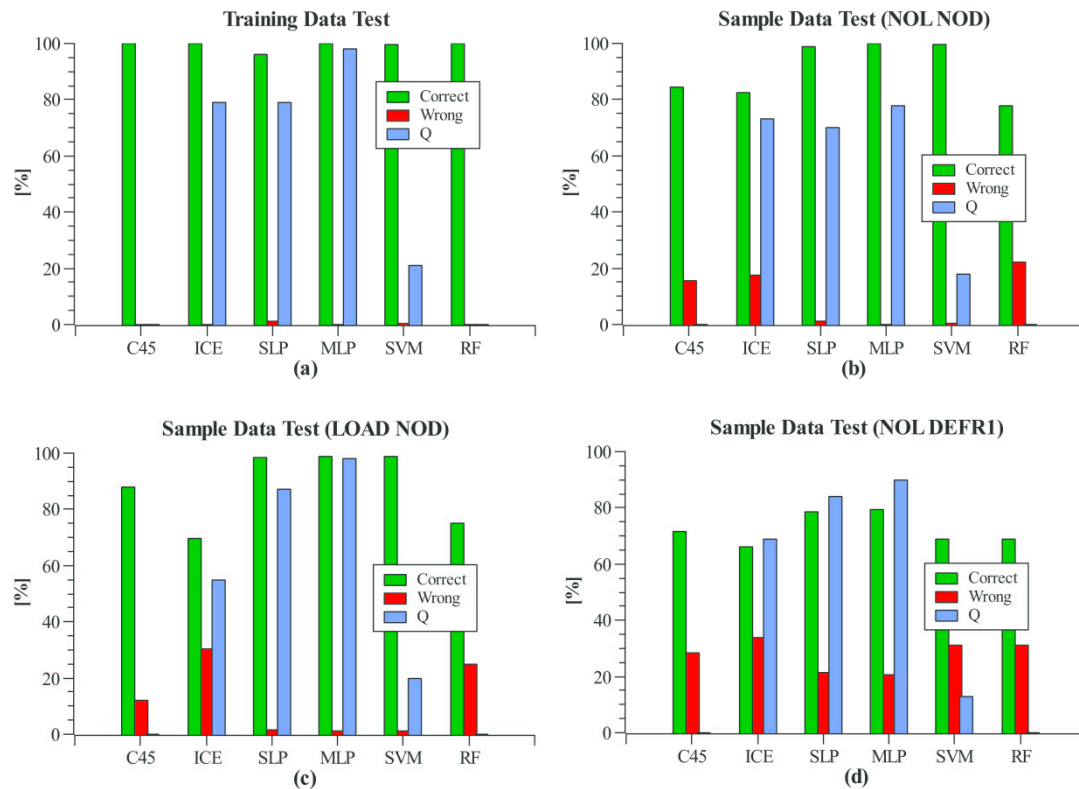 Training Data Test
[%]
100
80
60
40
20
0
Correct
Wrong
Q
C45 ICE SLP MLP SVM RF
(a)
Sample Data Test (NOL NOD)
[%]
100
80
60
40
20
0
Correct
Wrong
Q
C45 ICE SLP MLP SVM RF
(b)
Sample Data Test (LOAD NOD)
[%]
100
80
60
40
20
0
Correct
Wrong
Q
C45 ICE SLP MLP SVM RF
(c)
Sample Data Test (NOL DEFR1)
[%]
100
80
60
40
20
0
Correct
Wrong
Q
C45 ICE SLP MLP SVM RF
(d)